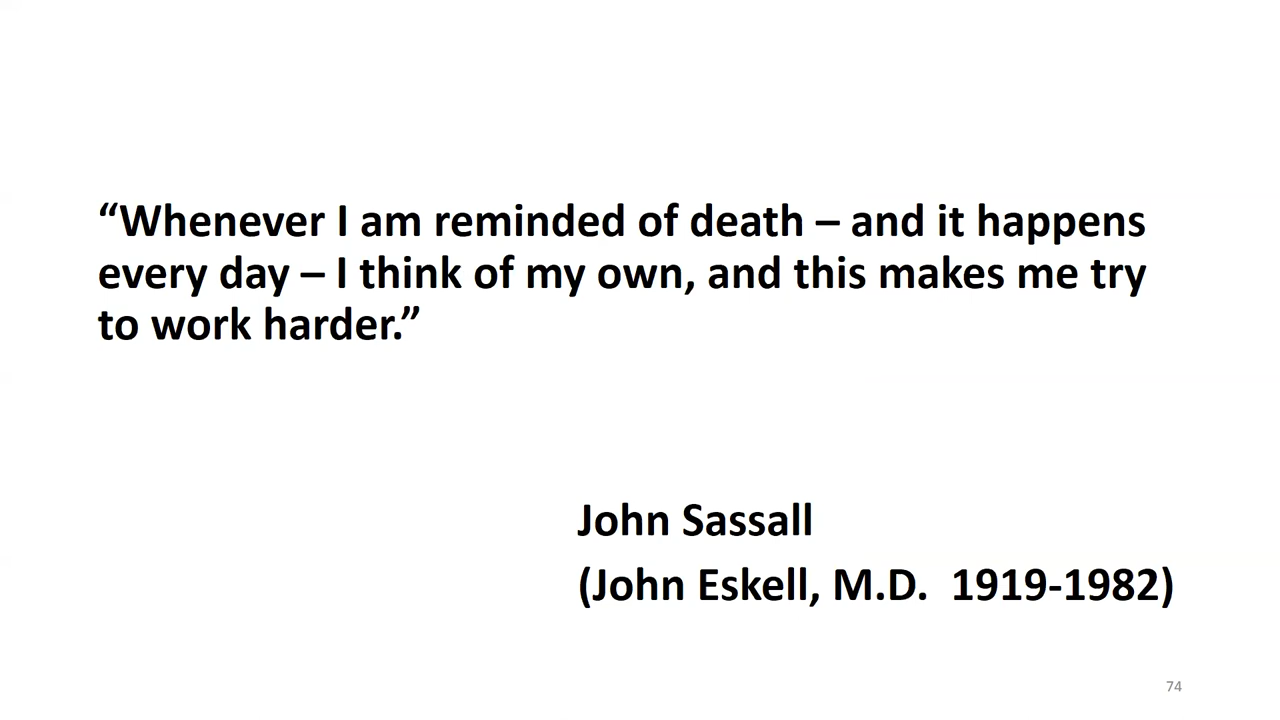 “Whenever I am reminded of death – and it happens
every day – I think of my own, and this makes me try
to work harder.”
John Sassall
(John Eskell, M.D.  1919-1982)
74